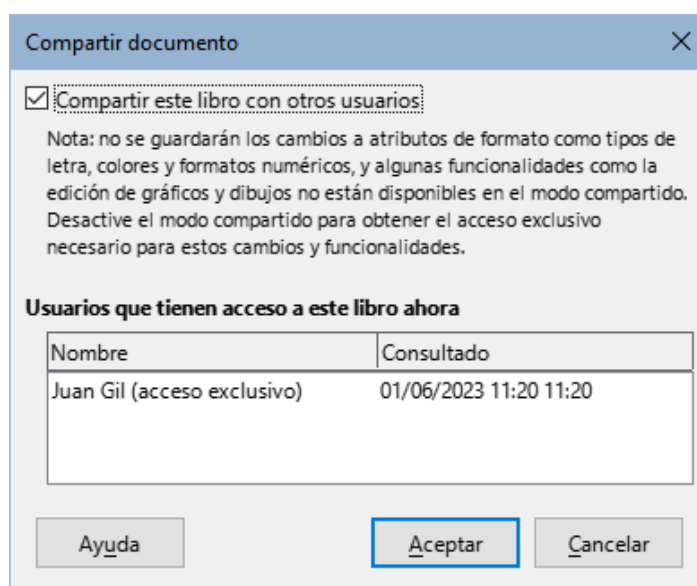 Compartir documento
Compartir este libro con otros usuarios
Nota: no se guardarán los cambios a atributos de formato como tipos de
letra, colores y formatos numéricos, y algunas funcionalidades como la
edición de gráficos y dibujos no están disponibles en el modo compartido.
Desactive el modo compartido para obtener el acceso exclusivo
necesario para estos cambios y funcionalidades.
Usuarios que tienen acceso a este libro ahora
Nombre Consultado
Juan Gil (acceso exclusivo) 01/06/2023 11:20 11:20
Ayuda Aceptar Cancelar